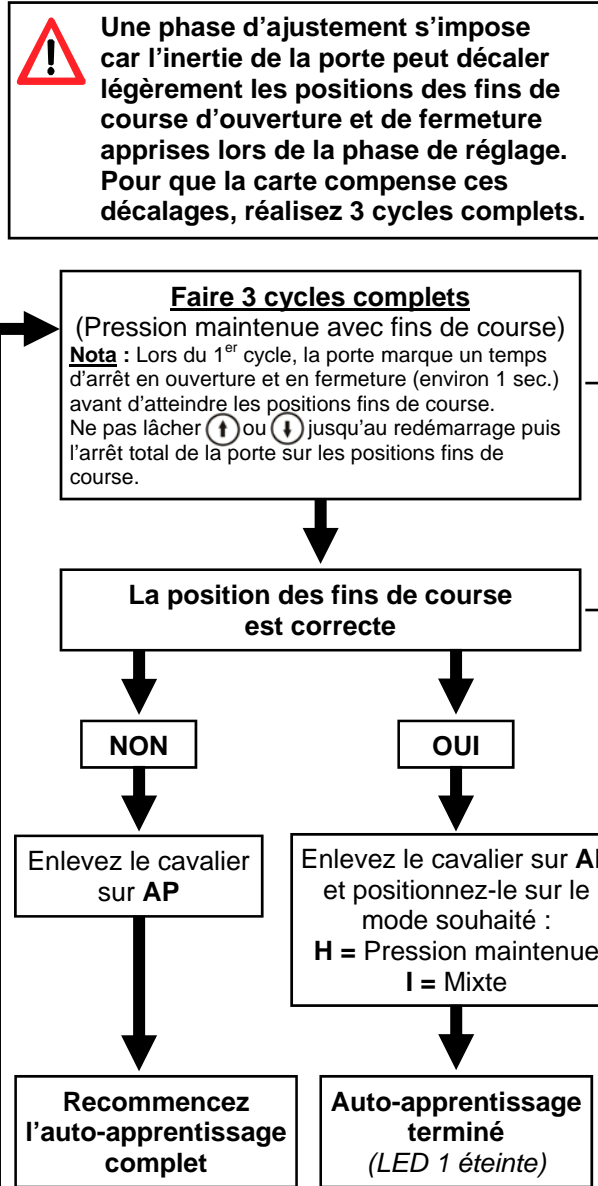 Une phase d’ajustement s’impose
car l’inertie de la porte peut décaler
légèrement les positions des fins de
course d’ouverture et de fermeture
apprises lors de la phase de réglage.
Pour que la carte compense ces
décalages, réalisez 3 cycles complets.
Faire 3 cycles complets
(Pression maintenue avec fins de course)
Nota : Lors du 1er cycle, la porte marque un temps
d’arrêt en ouverture et en fermeture (environ 1 sec.)
avant d’atteindre les positions fins de course.
Ne pas lâcher ou jusqu’au redémarrage puis
l’arrêt total de la porte sur les positions fins de
course.
La position des fins de course
est correcte
NON
OUI
Enlevez le cavalier
sur AP
Enlevez le cavalier sur
et positionnez-le sur le
mode souhaité :
H = Pression maintenue
I = Mixte
Recommencez
l’auto-apprentissage
complet
Auto-apprentissage
terminé
(LED 1 éteinte)